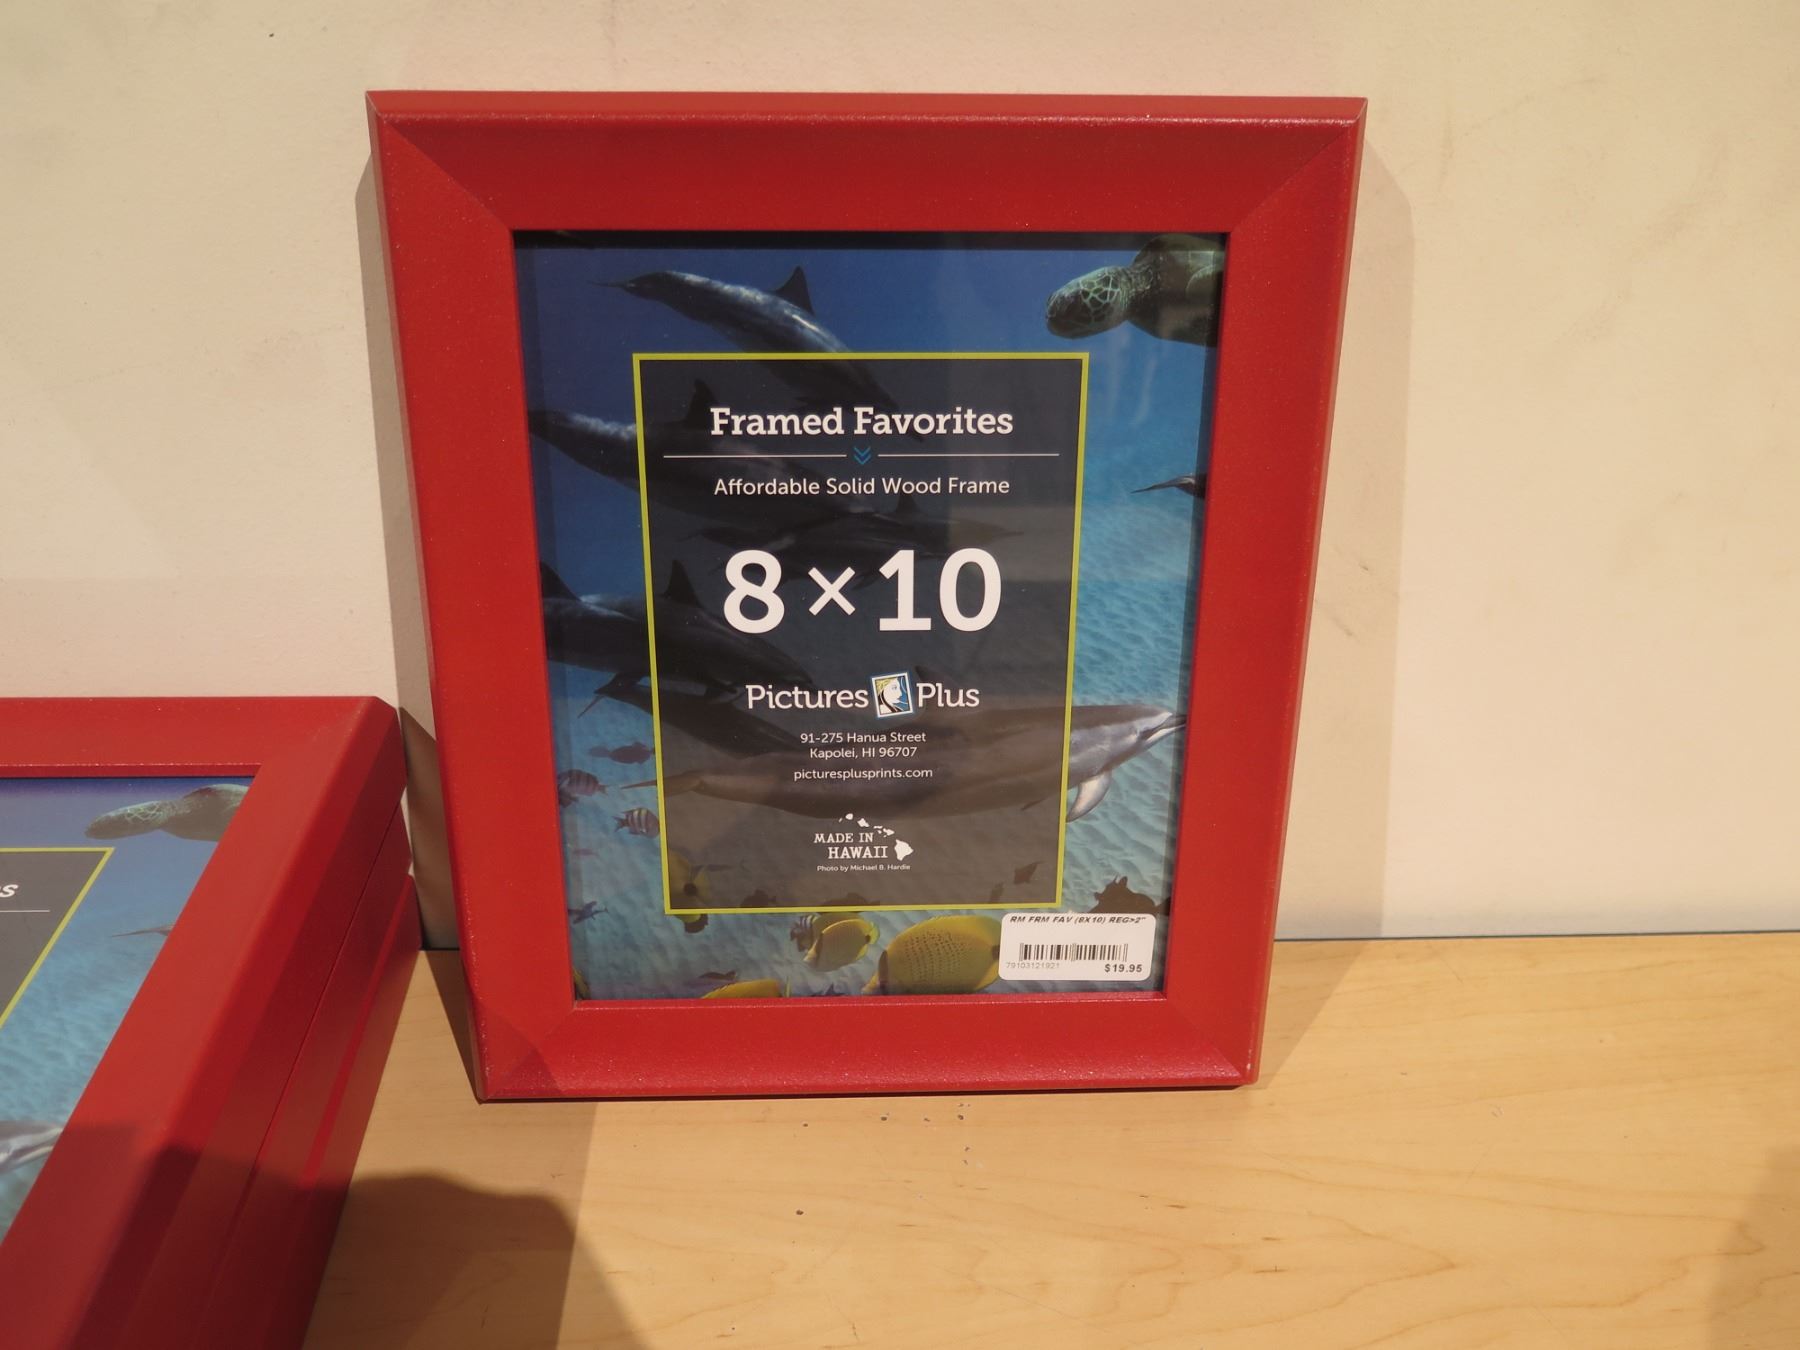 Framed Favorites
Affordable Solid Wood Frame
8×10
Pictures Plus
91-275 Hanua Street
Kapolei, HI 96707
picturesplusprints.com
MADE IN
HAWAII
Photo by Michael B. Hardie
RM FRM FAV (8X10) REG>2"
79103121921
$19.95
s